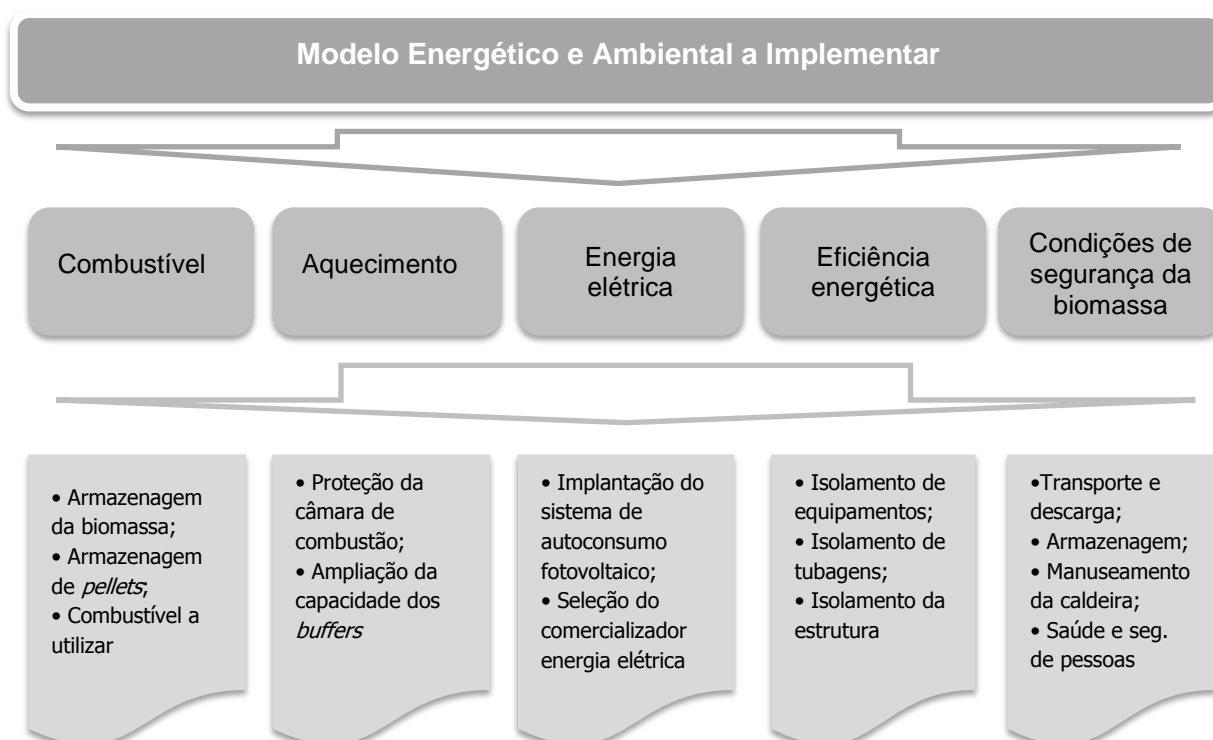 Modelo Energético e Ambiental a Implementar
Combustível
Aquecimento
Energia
elétrica
Eficiência
energética
Condições de
segurança da
biomassa
• Armazenagem
da biomassa;
• Armazenagem
de pellets;
• Combustível a
utilizar
• Proteção da
câmara de
combustão;
• Ampliação da
capacidade dos
buffers
• Implantação do
sistema de
autoconsumo
fotovoltaico;
• Seleção do
comercializador
energia elétrica
• Isolamento de
equipamentos;
• Isolamento de
tubagens;
• Isolamento da
estrutura
•Transporte e
descarga;
• Armazenagem;
• Manuseamento
da caldeira;
• Saúde e seg.
de pessoas